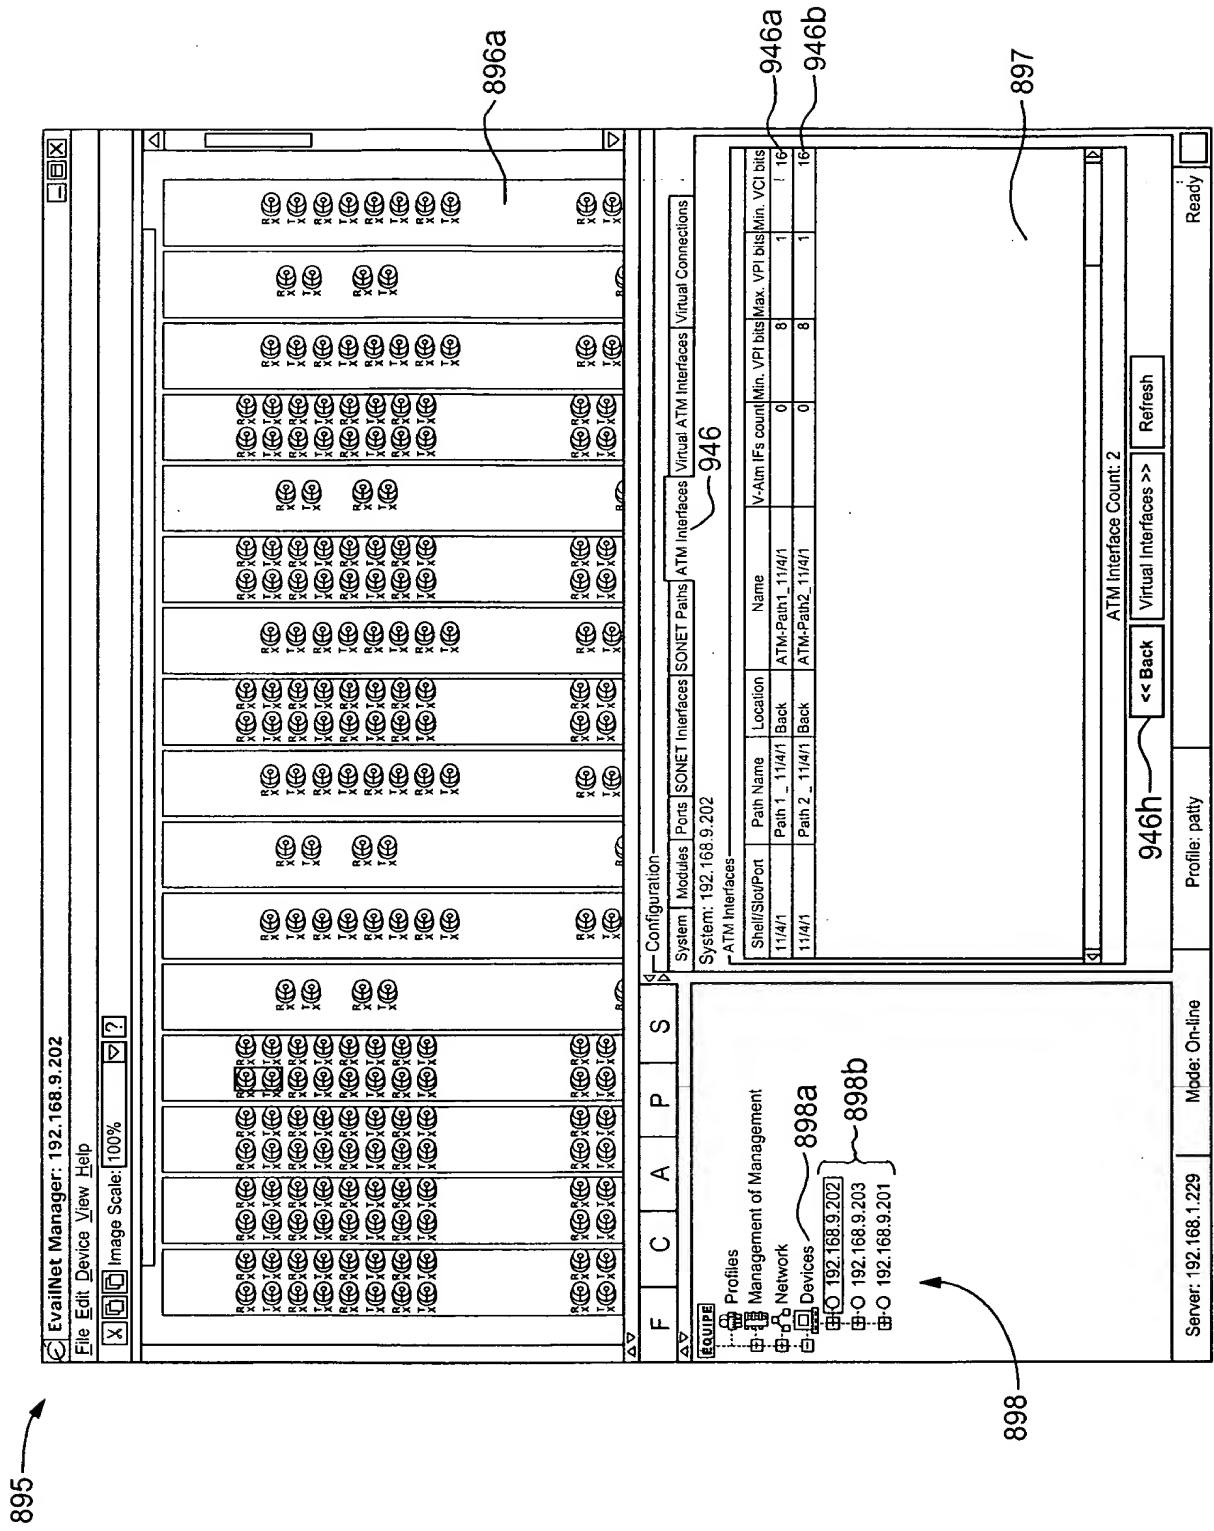 895
EvailNet Manager: 192.168.9.202
File Edit Device View Help
Image Scale: 100% ?
896a
F C A P S
EQUIPE
Profiles
Management of Management
Network
Devices
898a
192.168.9.202
192.168.9.203
192.168.9.201
898b
898
Configuration
System Modules Ports SONET Interfaces SONET Paths ATM Interfaces Virtual ATM Interfaces Virtual Connections
946
System: 192.168.9.202
ATM Interfaces
Shelf/Slot/Port Path Name Location Name V-Atm IFs count Min. VPI bits Max. VPI bits Min. VCI bits
11/4/1 Path 1 _ 11/4/1 Back ATM-Path1_11/4/1 0 8 1 16
11/4/1 Path 2 _ 11/4/1 Back ATM-Path2_11/4/1 0 8 1 16
946a
946b
897
ATM Interface Count: 2
<< Back Virtual Interfaces >> Refresh
946h
Server: 192.168.1.229 Mode: On-line Profile: patty Ready